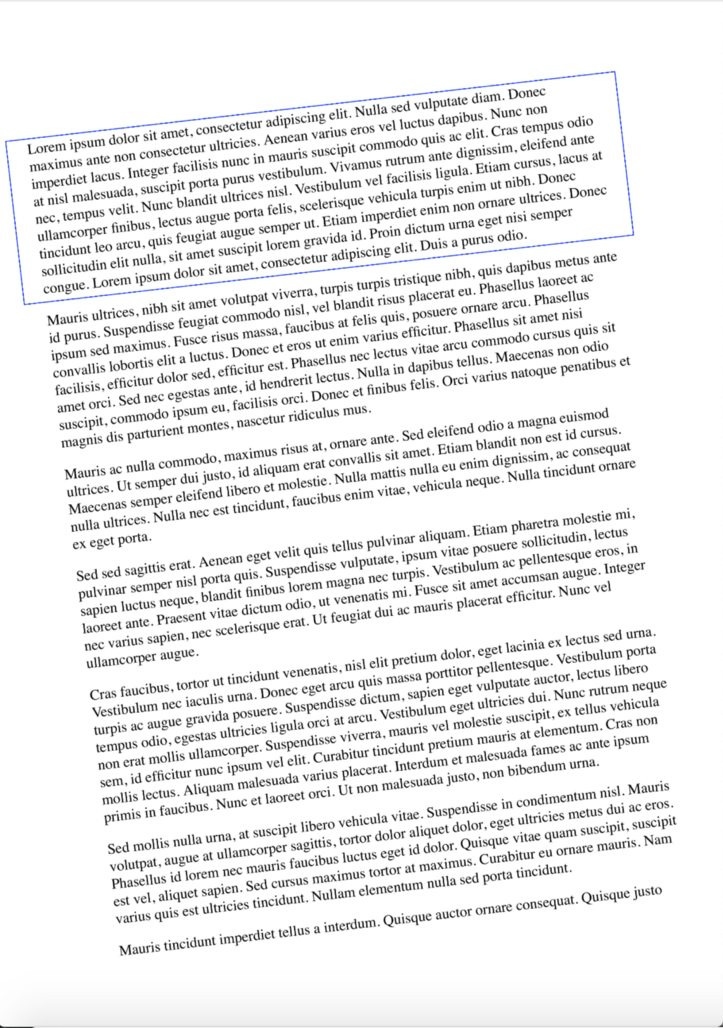 Lorem ipsum dolor sit amet, consectetur adipiscing elit. Nulla sed vulputate diam. Donec
maximus ante non consectetur ultricies. Aenean varius eros vel luctus dapibus. Nunc non
imperdiet lacus. Integer facilisis nunc in mauris suscipit commodo quis ac elit. Cras tempus odio
at nisl malesuada, suscipit porta purus vestibulum. Vivamus rutrum ante dignissim, eleifend ante
nec, tempus velit. Nunc blandit ultrices nisl. Vestibulum vel facilisis ligula. Etiam cursus, lacus at
ullamcorper finibus, lectus augue porta felis, scelerisque vehicula turpis enim ut nibh. Donec
tincidunt leo arcu, quis feugiat augue semper ut. Etiam imperdiet enim non ornare ultrices. Donec
sollicitudin elit nulla, sit amet suscipit lorem gravida id. Proin dictum urna eget nisi semper
congue. Lorem ipsum dolor sit amet, consectetur adipiscing elit. Duis a purus odio.
Mauris ultrices, nibh sit amet volutpat viverra, turpis turpis tristique nibh, quis dapibus metus ante
id purus. Suspendisse feugiat commodo nisl, vel blandit risus placerat eu. Phasellus laoreet ac
ipsum sed maximus. Fusce risus massa, faucibus at felis quis, posuere ornare arcu. Phasellus
convallis lobortis elit a luctus. Donec et eros ut enim varius efficitur. Phasellus sit amet nisi
facilisis, efficitur dolor sed, efficitur est. Phasellus nec lectus vitae arcu commodo cursus quis sit
amet orci. Sed nec egestas ante, id hendrerit lectus. Nulla in dapibus tellus. Maecenas non odio
suscipit, commodo ipsum eu, facilisis orci. Donec et finibus felis. Orci varius natoque penatibus et
magnis dis parturient montes, nascetur ridiculus mus.
Mauris ac nulla commodo, maximus risus at, ornare ante. Sed eleifend odio a magna euismod
ultrices. Ut semper dui justo, id aliquam erat convallis sit amet. Etiam blandit non est id cursus.
Maecenas semper eleifend libero et molestie. Nulla mattis nulla eu enim dignissim, ac consequat
nulla ultrices. Nulla nec est tincidunt, faucibus enim vitae, vehicula neque. Nulla tincidunt ornare
ex eget porta.
Sed sed sagittis erat. Aenean eget velit quis tellus pulvinar aliquam. Etiam pharetra molestie mi,
pulvinar semper nisl porta quis. Suspendisse vulputate, ipsum vitae posuere sollicitudin, lectus
sapien luctus neque, blandit finibus lorem magna nec turpis. Vestibulum ac pellentesque eros, in
laoreet ante. Praesent vitae dictum odio, ut venenatis mi. Fusce sit amet accumsan augue. Integer
nec varius sapien, nec scelerisque erat. Ut feugiat dui ac mauris placerat efficitur. Nunc vel
ullamcorper augue.
Cras faucibus, tortor ut tincidunt venenatis, nisl elit pretium dolor, eget lacinia ex lectus sed urna.
Vestibulum nec iaculis urna. Donec eget arcu quis massa porttitor pellentesque. Vestibulum porta
turpis ac augue gravida posuere. Suspendisse dictum, sapien eget vulputate auctor, lectus libero
tempus odio, egestas ultricies ligula orci at arcu. Vestibulum eget ultricies dui. Nunc rutrum neque
non erat mollis ullamcorper. Suspendisse viverra, mauris vel molestie suscipit, ex tellus vehicula
sem, id efficitur nunc ipsum vel elit. Curabitur tincidunt pretium mauris at elementum. Cras non
mollis lectus. Aliquam malesuada varius placerat. Interdum et malesuada fames ac ante ipsum
primis in faucibus. Nunc et laoreet orci. Ut non malesuada justo, non bibendum urna.
Sed mollis nulla urna, at suscipit libero vehicula vitae. Suspendisse in condimentum nisl. Mauris
volutpat, augue at ullamcorper sagittis, tortor dolor aliquet dolor, eget ultricies metus dui ac eros.
Phasellus id lorem nec mauris faucibus luctus eget id dolor. Quisque vitae quam suscipit, suscipit
est vel, aliquet sapien. Sed cursus maximus tortor at maximus. Curabitur eu ornare mauris. Nam
varius quis est ultricies tincidunt. Nullam elementum nulla sed porta tincidunt.
Mauris tincidunt imperdiet tellus a interdum. Quisque auctor ornare consequat. Quisque justo